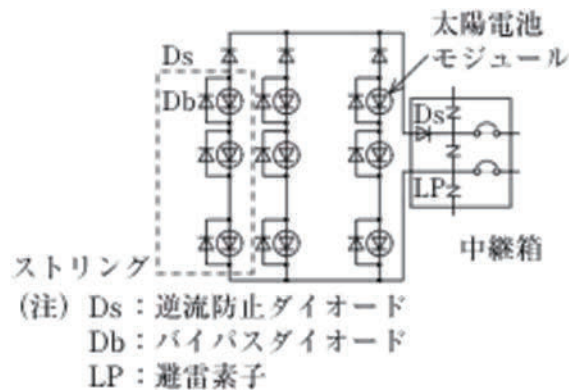 太陽電池
モジュール
Ds
Db
Ds
LP
中継箱
ストリング
(注) Ds：逆流防止ダイオード
Db：バイパスダイオード
LP：避雷素子